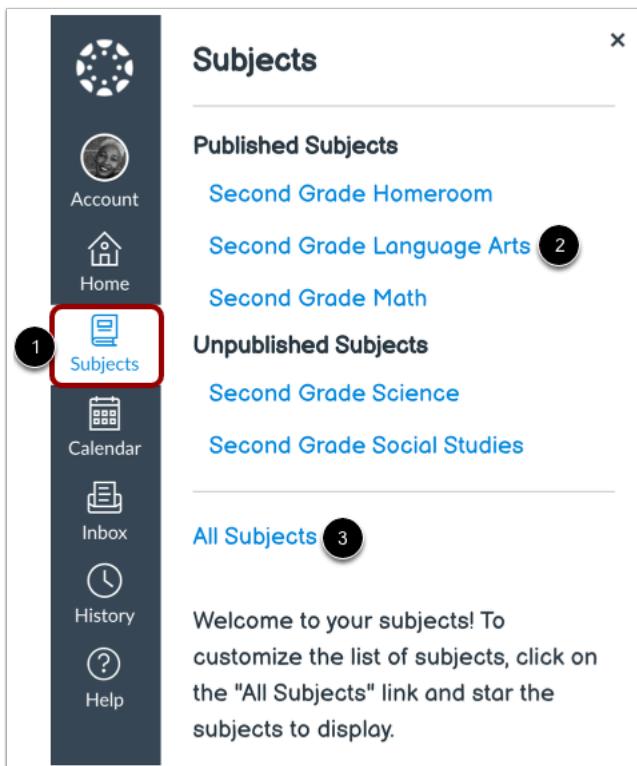 Subjects
×
Account
Home
1
Subjects
Calendar
Inbox
History
Help
Published Subjects
Second Grade Homeroom
Second Grade Language Arts 2
Second Grade Math
Unpublished Subjects
Second Grade Science
Second Grade Social Studies
All Subjects 3
Welcome to your subjects! To
customize the list of subjects, click on
the "All Subjects" link and star the
subjects to display.